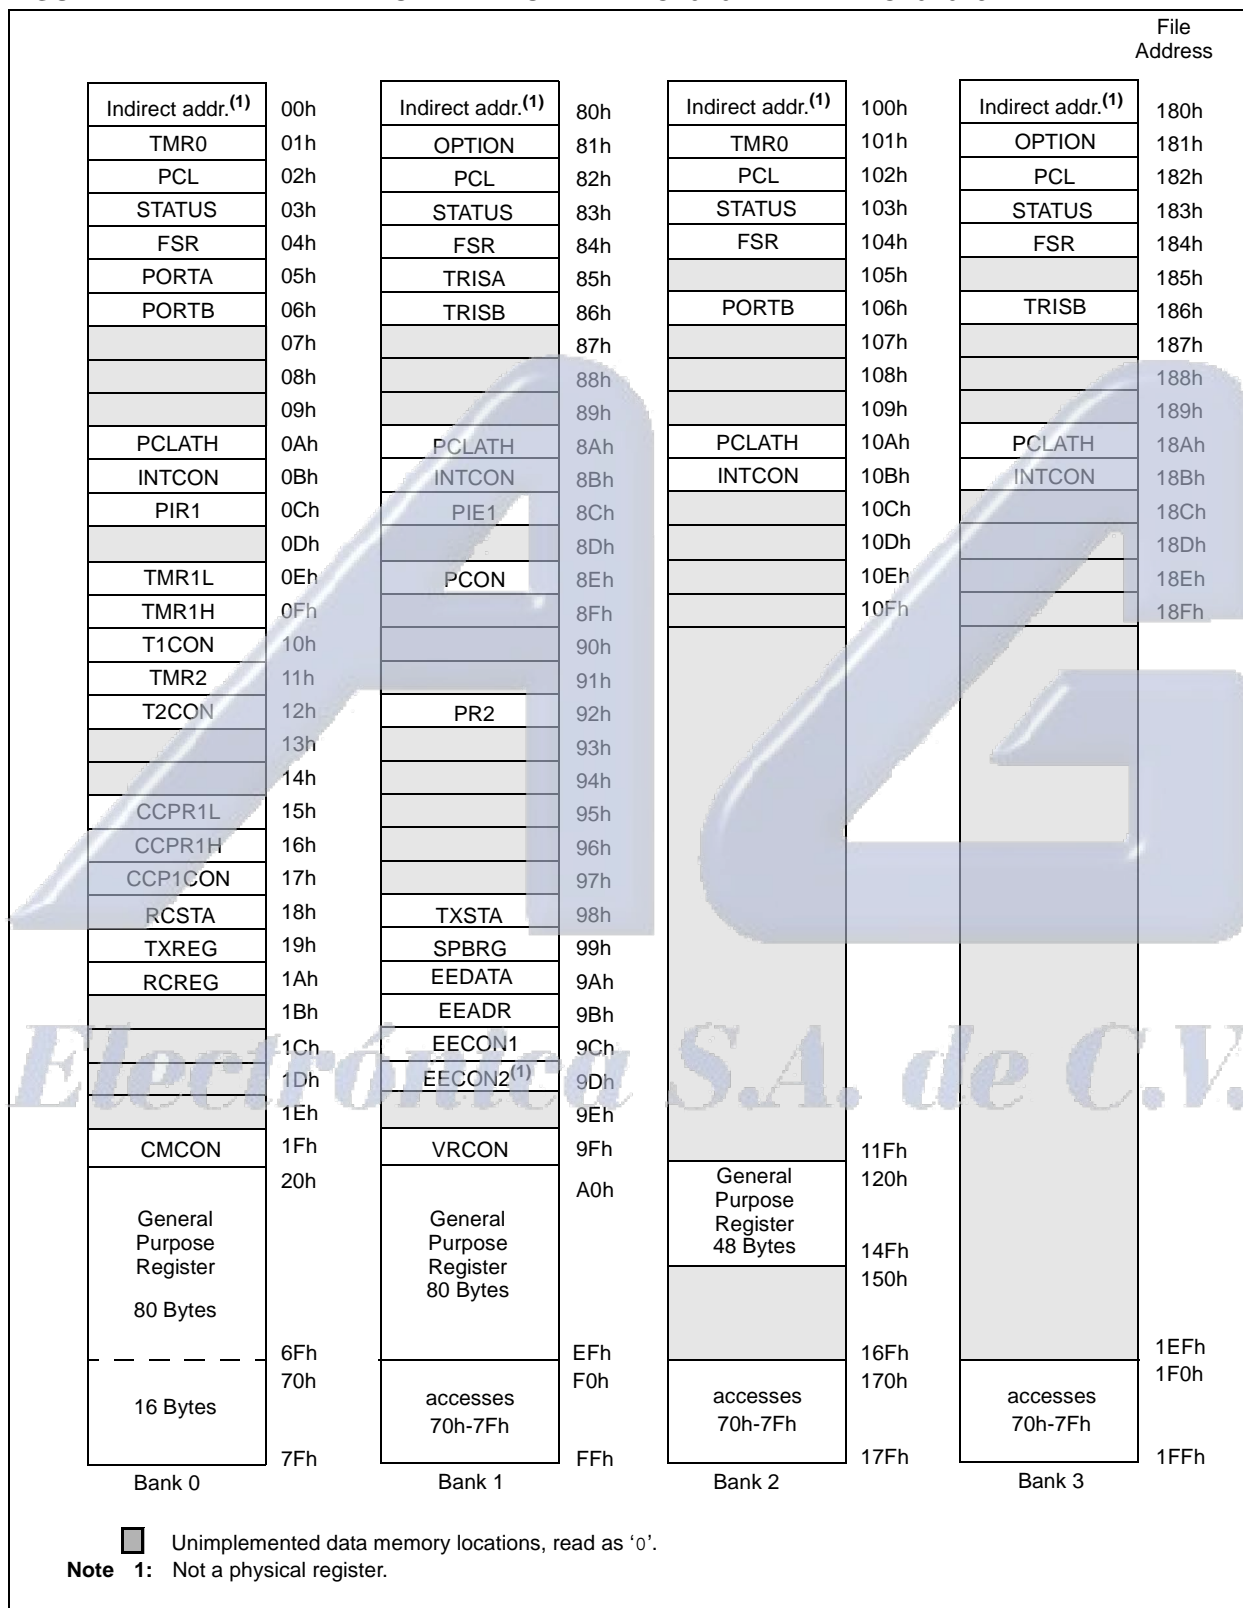 File
Address
Indirect addr.(1) 00h Indirect addr.(1) 80h Indirect addr.(1) 100h Indirect addr.(1) 180h
TMR0 01h OPTION 81h TMR0 101h OPTION 181h
PCL 02h PCL 82h PCL 102h PCL 182h
STATUS 03h STATUS 83h STATUS 103h STATUS 183h
FSR 04h FSR 84h FSR 104h FSR 184h
PORTA 05h TRISA 85h 105h 185h
PORTB 06h TRISB 86h PORTB 106h TRISB 186h
07h 87h 107h 187h
08h 88h 108h 188h
09h 89h 109h 189h
PCLATH 0Ah PCLATH 8Ah PCLATH 10Ah PCLATH 18Ah
INTCON 0Bh INTCON 8Bh INTCON 10Bh INTCON 18Bh
PIR1 0Ch PIE1 8Ch 10Ch 18Ch
0Dh 8Dh 10Dh 18Dh
TMR1L 0Eh PCON 8Eh 10Eh 18Eh
TMR1H 0Fh 8Fh 10Fh 18Fh
T1CON 10h 90h
TMR2 11h 91h
T2CON 12h PR2 92h
13h 93h
14h 94h
CCPR1L 15h 95h
CCPR1H 16h 96h
CCP1CON 17h 97h
RCSTA 18h TXSTA 98h
TXREG 19h SPBRG 99h
RCREG 1Ah EEDATA 9Ah
1Bh EEADR 9Bh
1Ch EECON1 9Ch
1Dh EECON2(1) 9Dh
Electrónica S.A. de C.V.
1Eh 9Eh
CMCON 1Fh VRCON 9Fh 11Fh
20h A0h General 120h
General General Purpose
Purpose Purpose Register
Register Register 48 Bytes 14Fh
80 Bytes 80 Bytes 150h
6Fh EFh 16Fh 1EFh
70h F0h 170h 1F0h
16 Bytes accesses accesses accesses
70h-7Fh 70h-7Fh 70h-7Fh
7Fh FFh 17Fh 1FFh
Bank 0 Bank 1 Bank 2 Bank 3
Unimplemented data memory locations, read as ‘0’.
Note 1: Not a physical register.